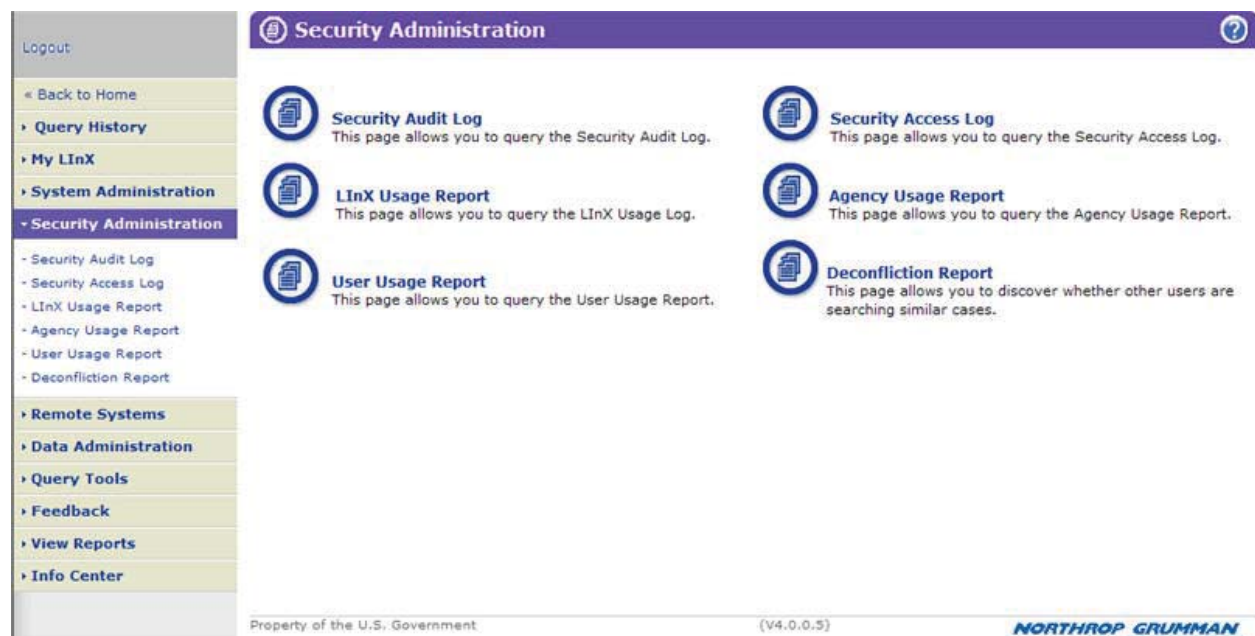 Logout
« Back to Home
Query History
My LInX
System Administration
Security Administration
- Security Audit Log
- Security Access Log
- LInX Usage Report
- Agency Usage Report
- User Usage Report
- Deconfliction Report
Remote Systems
Data Administration
Query Tools
Feedback
View Reports
Info Center
Security Administration
?
Security Audit Log
This page allows you to query the Security Audit Log.
Security Access Log
This page allows you to query the Security Access Log.
LInX Usage Report
This page allows you to query the LInX Usage Log.
Agency Usage Report
This page allows you to query the Agency Usage Report.
User Usage Report
This page allows you to query the User Usage Report.
Deconfliction Report
This page allows you to discover whether other users are
searching similar cases.
Property of the U.S. Government
(V4.0.0.5)
NORTHROP GRUMMAN